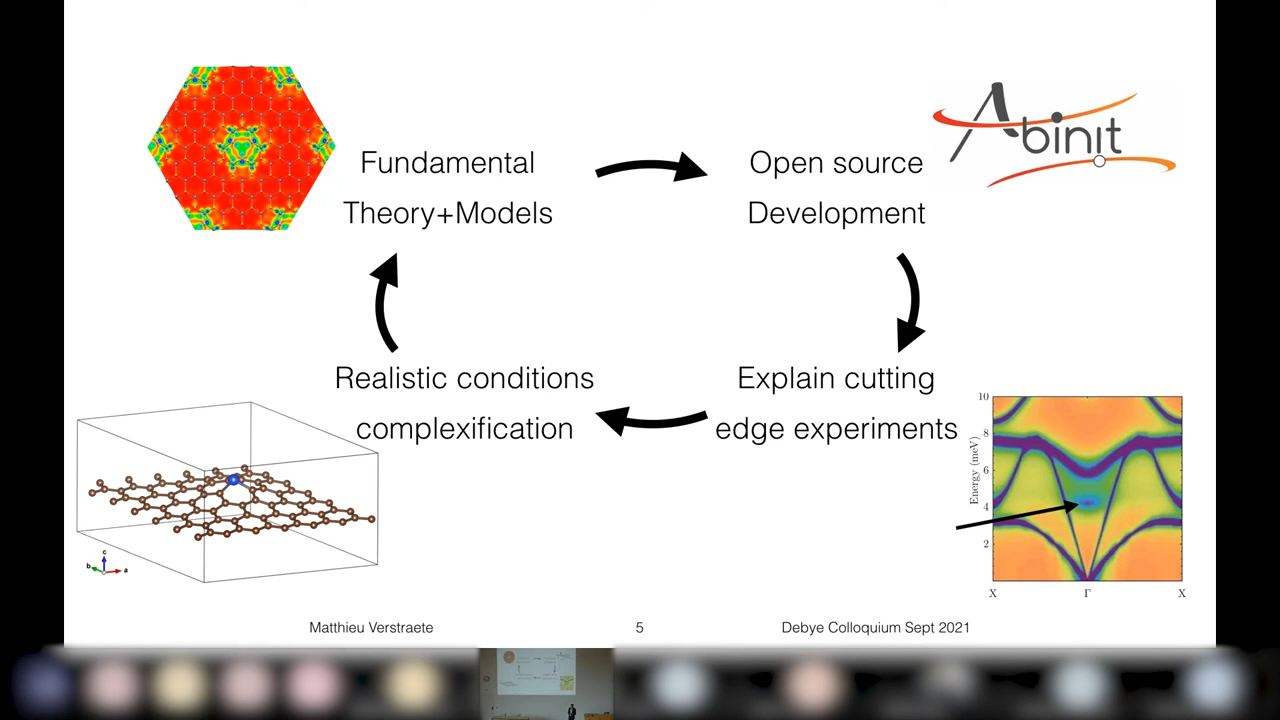 Abinit
Fundamental
Theory+Models
Open source
Development
Realistic conditions
complexification
Explain cutting
edge experiments
10
8
6
4
2
Energy (meV)
X
Γ
X
c
b
a
Matthieu Verstraete
5
Debye Colloquium Sept 2021